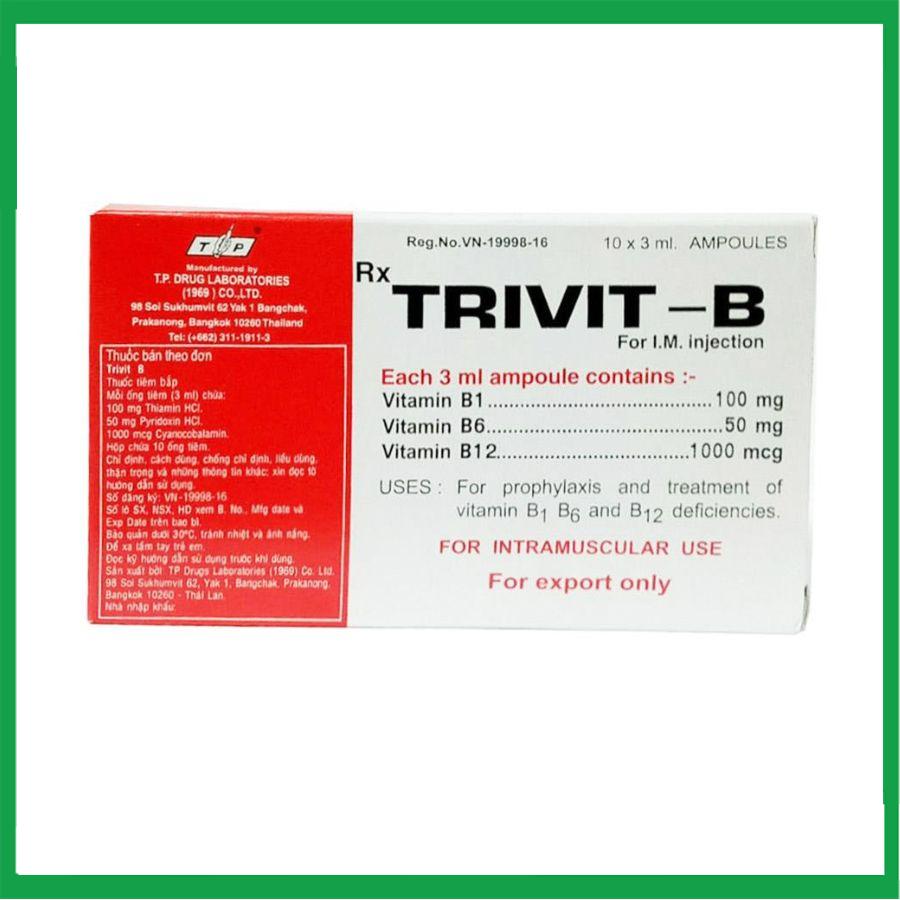 T P
Manufactured by
T.P. DRUG LABORATORIES
(1969) CO.,LTD.
98 Soi Sukhumvit 62 Yak 1 Bangchak,
Prakanong, Bangkok 10260 Thailand
Tel: (+662) 311-1911-3
Thuốc bán theo đơn
Trivit B
Thuốc tiêm bắp
Mỗi ống tiêm (3 ml) chứa:
100 mg Thiamin HCl.
50 mg Pyridoxin HCl.
1000 mcg Cyanocobalamin.
Hộp chứa 10 ống tiêm.
Chỉ định, cách dùng, chống chỉ định, liều dùng,
thận trọng và những thông tin khác: xin đọc tờ
hướng dẫn sử dụng.
Số đăng ký: VN-19998-16
Số lô SX, NSX, HD xem B. No., Mfg date và
Exp Date trên bao bì.
Bảo quản dưới 30°C, tránh nhiệt và ánh nắng.
Để xa tầm tay trẻ em.
Đọc kỹ hướng dẫn sử dụng trước khi dùng.
Sản xuất bởi: TP Drugs Laboratories (1969) Co. Ltd.
98 Soi Sukhumvit 62, Yak 1, Bangchak, Prakanong,
Bangkok 10260 - Thái Lan.
Nhà nhập khẩu:
Reg.No.VN-19998-16 10 x 3 ml. AMPOULES
Rx
TRIVIT -B
For I.M. injection
Each 3 ml ampoule contains :-
Vitamin B1........................................100 mg
Vitamin B6..........................................50 mg
Vitamin B12...................................1000 mcg
USES : For prophylaxis and treatment of
vitamin B1 B6 and B12 deficiencies.
FOR INTRAMUSCULAR USE
For export only